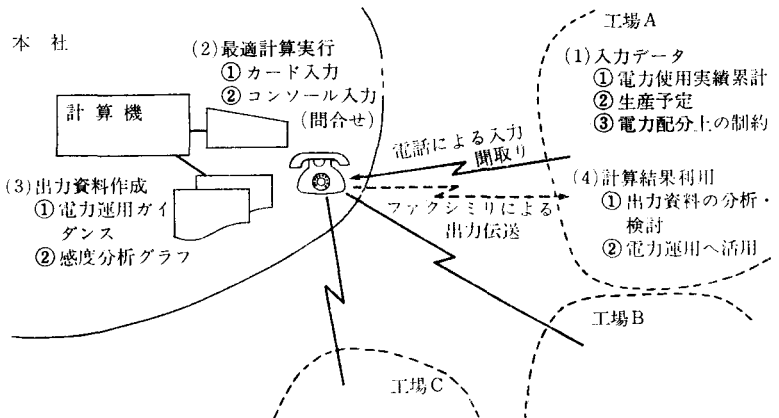 本社
(2)最適計算実行
①カード入力
②コンソール入力
(問合せ)
計算機
(3)出力資料作成
①電力運用ガイ
ダンス
②感度分析グラフ
電話による入力
聞取り
ファクシミリによる
出力伝送
工場A
(1)入力データ
①電力使用実績累計
②生産予定
③電力配分上の制約
(4)計算結果利用
①出力資料の分析・
検討
②電力運用へ活用
工場B
工場C